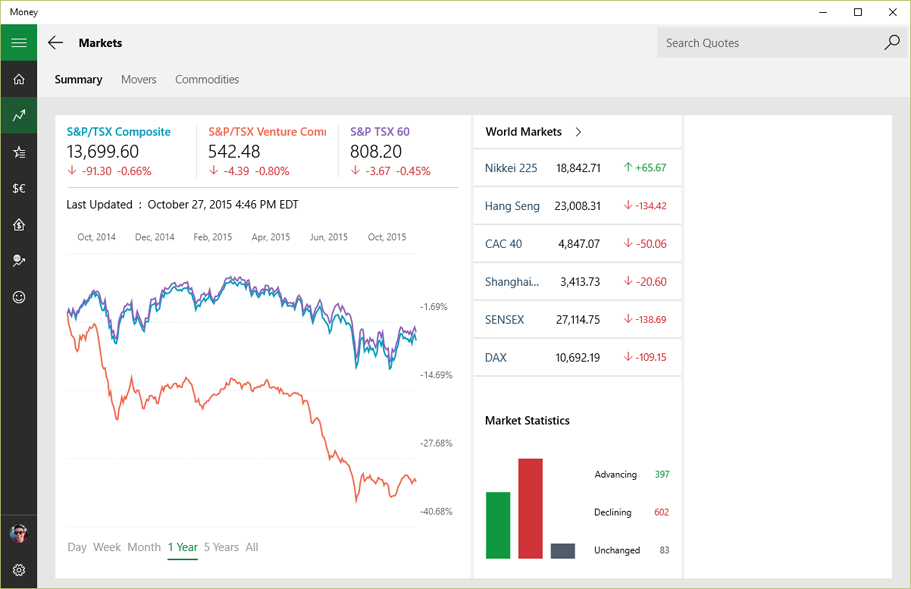 Money
Markets
Search Quotes
Summary Movers Commodities
S&P/TSX Composite
13,699.60
-91.30 -0.66%
S&P/TSX Venture Comp
542.48
-4.39 -0.80%
S&P TSX 60
808.20
-3.67 -0.45%
Last Updated : October 27, 2015 4:46 PM EDT
Oct, 2014 Dec, 2014 Feb, 2015 Apr, 2015 Jun, 2015 Oct, 2015
-1.69%
-14.69%
-27.68%
-40.68%
Day Week Month 1 Year 5 Years All
World Markets
Nikkei 225 18,842.71 +65.67
Hang Seng 23,008.31 -134.42
CAC 40 4,847.07 -50.06
Shanghai... 3,413.73 -20.60
SENSEX 27,114.75 -138.69
DAX 10,692.19 -109.15
Market Statistics
Advancing 397
Declining 602
Unchanged 83
$€